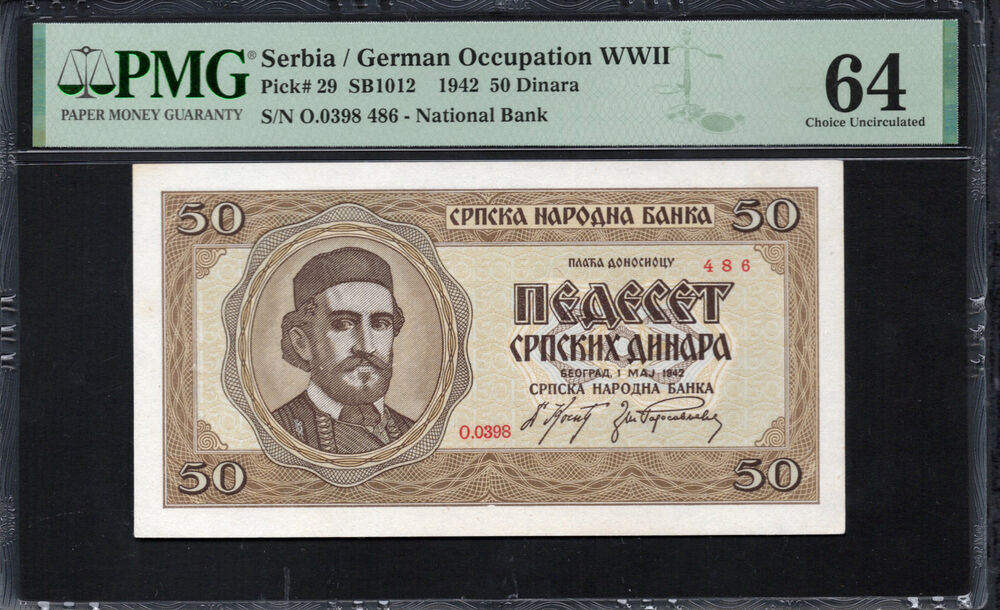 PMG®
PAPER MONEY GUARANTY
Serbia / German Occupation WWII
Pick# 29 SB1012 1942 50 Dinara
S/N O.0398 486 - National Bank
64
Choice Uncirculated
50
СРПСКА НАРОДНА БАНКА
50
ПЛАЋА ДОНОСИОЦУ
486
ПЕДЕСЕТ
СРПСКИХ ДИНАРА
БЕОГРАД, 1 МАЈ 1942
СРПСКА НАРОДНА БАНКА
O.0398
50
50